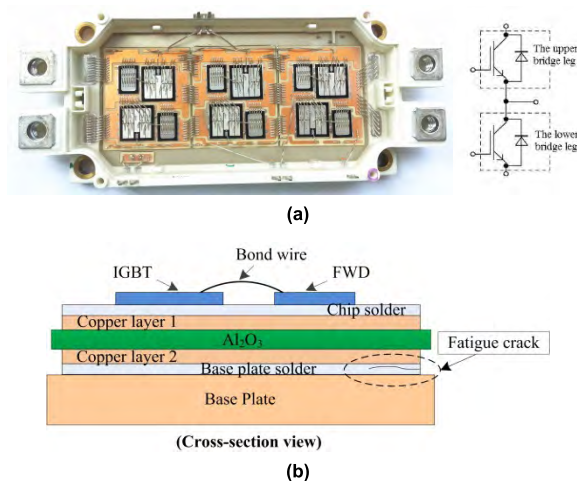 The upper
bridge leg
The lower
bridge leg
(a)
Bond wire
IGBT
FWD
Chip solder
Copper layer 1
Al₂O₃
Copper layer 2
Base plate solder
Fatigue crack
Base Plate
(Cross-section view)
(b)